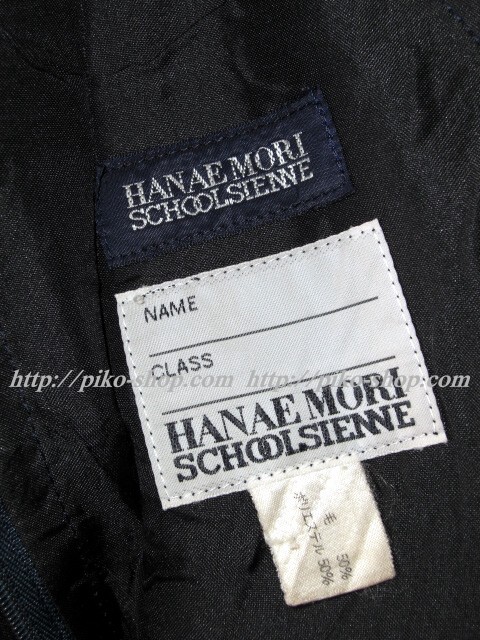 HANAE MORI
SCHOOLSIENNE
NAME
CLASS
http://piko-shop.com http://piko-shop.com
HANAE MORI
SCHOOLSIENNE
毛 50%
ポリエステル 50%